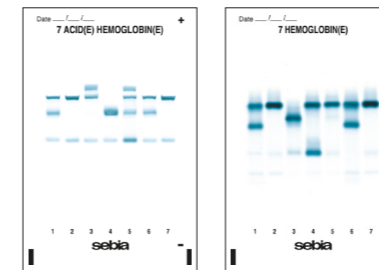 Date ___ /___ /___ +
7 ACID(E) HEMOGLOBIN(E)
1 2 3 4 5 6 7
sebia -
Date ___ /___ /___
7 HEMOGLOBIN(E)
1 2 3 4 5 6 7
sebia